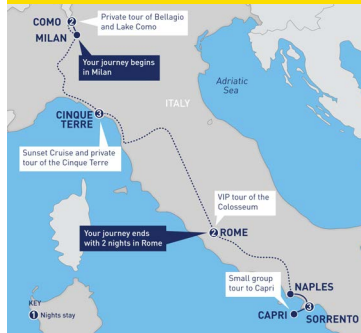 COMO
2
MILAN
Private tour of Bellagio
and Lake Como
Your journey begins
in Milan
Adriatic
Sea
ITALY
CINQUE
TERRE
3
Sunset Cruise and private
tour of the Cinque Terre
VIP tour of the
Colosseum
Your journey ends
with 2 nights in Rome
2 ROME
Small group
tour to Capri
NAPLES
3
CAPRI
SORRENTO
KEY
1 Nights stay